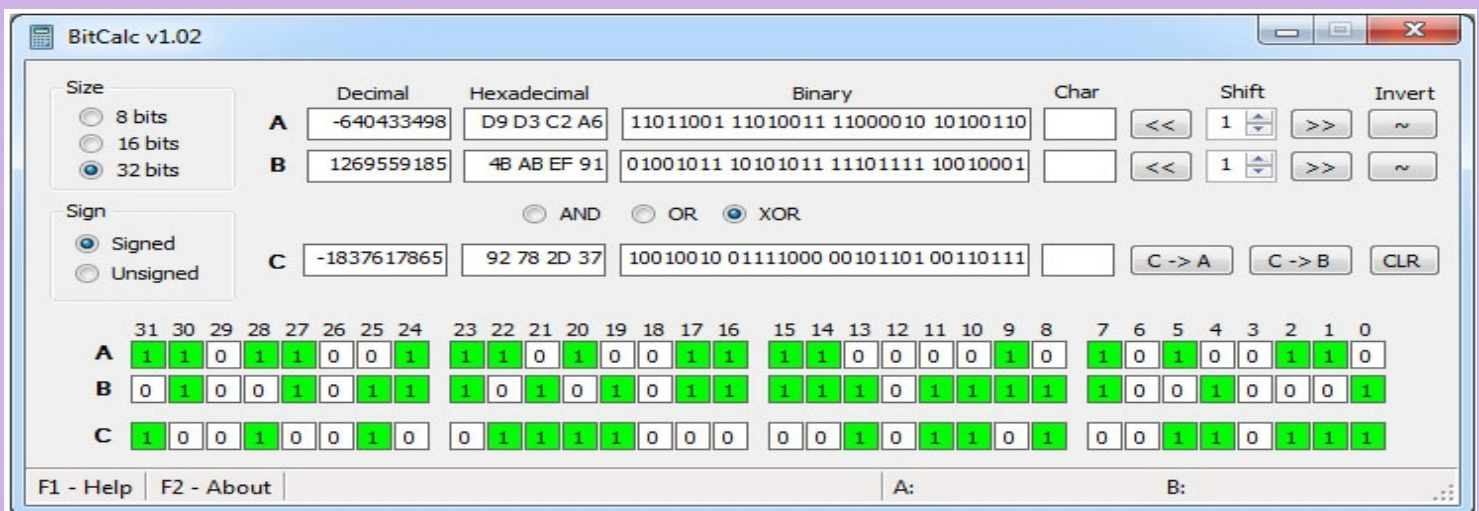 BitCalc v1.02
Size
8 bits
16 bits
32 bits
Decimal Hexadecimal Binary Char Shift Invert
A -640433498 D9 D3 C2 A6 11011001 11010011 11000010 10100110 << 1 >> ~
B 1269559185 4B AB EF 91 01001011 10101011 11101111 10010001 << 1 >> ~
Sign
Signed
Unsigned
AND OR XOR
C -1837617865 92 78 2D 37 10010010 01111000 00101101 00110111 C -> A C -> B CLR
31 30 29 28 27 26 25 24 23 22 21 20 19 18 17 16 15 14 13 12 11 10 9 8 7 6 5 4 3 2 1 0
A 1 1 0 1 1 0 0 1 1 1 0 1 0 0 1 1 1 1 0 0 0 0 1 0 1 0 1 0 0 1 1 0
B 0 1 0 0 1 0 1 1 1 0 1 0 1 0 1 1 1 1 1 0 1 1 1 1 1 0 0 1 0 0 0 1
C 1 0 0 1 0 0 1 0 0 1 1 1 1 0 0 0 0 0 1 0 1 1 0 1 0 0 1 1 0 1 1 1
F1 - Help F2 - About A: B: